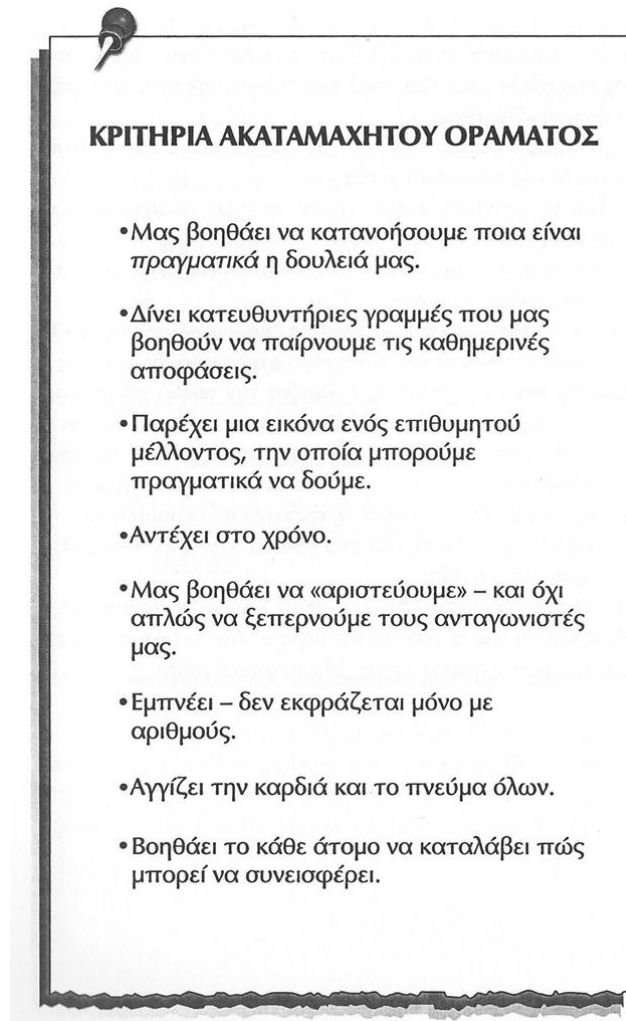 ΚΡΙΤΗΡΙΑ ΑΚΑΤΑΜΑΧΗΤΟΥ ΟΡΑΜΑΤΟΣ
•Μας βοηθάει να κατανοήσουμε ποια είναι
πραγματικά η δουλειά μας.
•Δίνει κατευθυντήριες γραμμές που μας
βοηθούν να παίρνουμε τις καθημερινές
αποφάσεις.
•Παρέχει μια εικόνα ενός επιθυμητού
μέλλοντος, την οποία μπορούμε
πραγματικά να δούμε.
•Αντέχει στο χρόνο.
•Μας βοηθάει να «αριστεύουμε» – και όχι
απλώς να ξεπερνούμε τους ανταγωνιστές
μας.
•Εμπνέει – δεν εκφράζεται μόνο με
αριθμούς.
•Αγγίζει την καρδιά και το πνεύμα όλων.
•Βοηθάει το κάθε άτομο να καταλάβει πώς
μπορεί να συνεισφέρει.